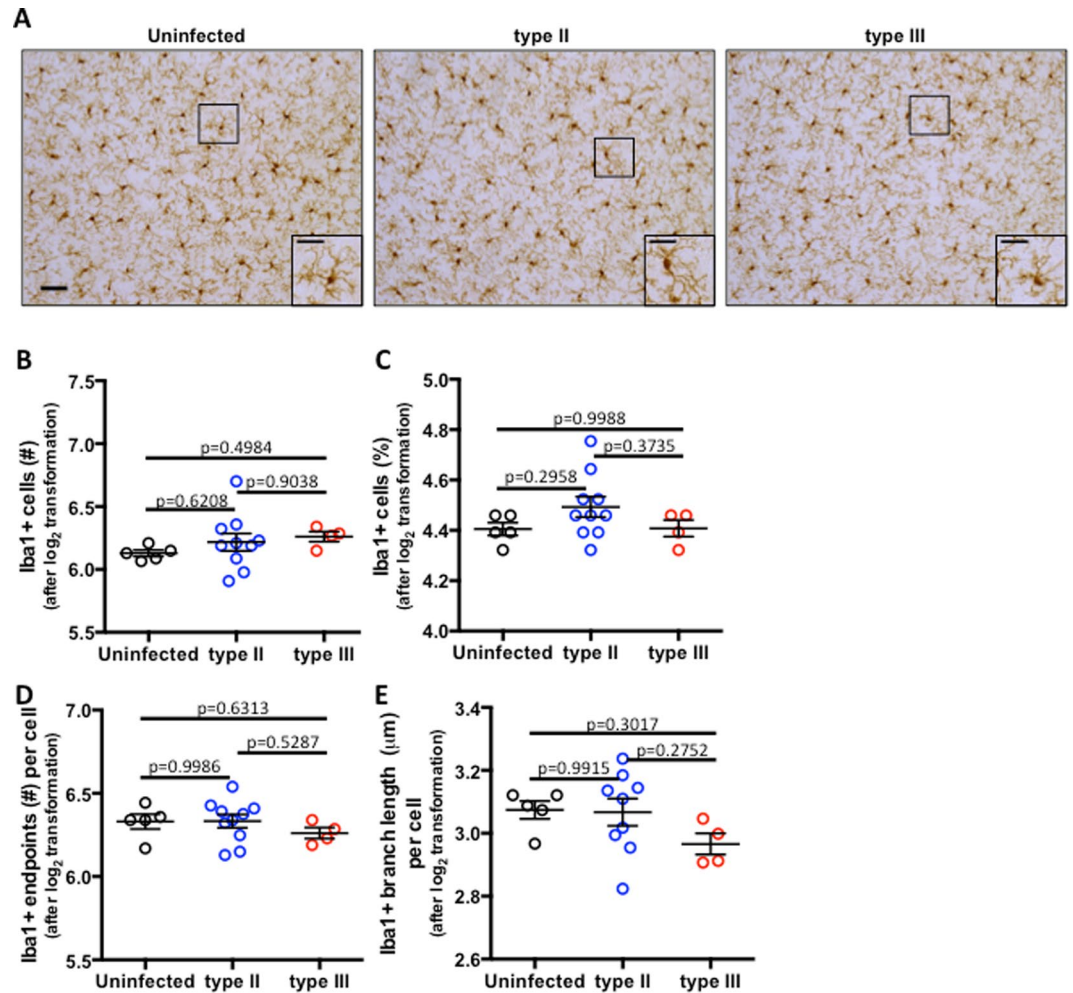 A
Uninfected
type II
type III
B
Iba1+ cells (#)
(after log2 transformation)
7.5
7.0
6.5
6.0
5.5
p=0.4984
p=0.9038
p=0.6208
Uninfected
type II
type III
C
Iba1+ cells (%)
(after log2 transformation)
5.0
4.8
4.6
4.4
4.2
4.0
p=0.9988
p=0.3735
p=0.2958
Uninfected
type II
type III
D
Iba1+ endpoints (#) per cell
(after log2 transformation)
7.0
6.5
6.0
5.5
p=0.6313
p=0.5287
p=0.9986
Uninfected
type II
type III
E
Iba1+ branch length (μm)
per cell
(after log2 transformation)
3.4
3.2
3.0
2.8
2.6
p=0.3017
p=0.2752
p=0.9915
Uninfected
type II
type III